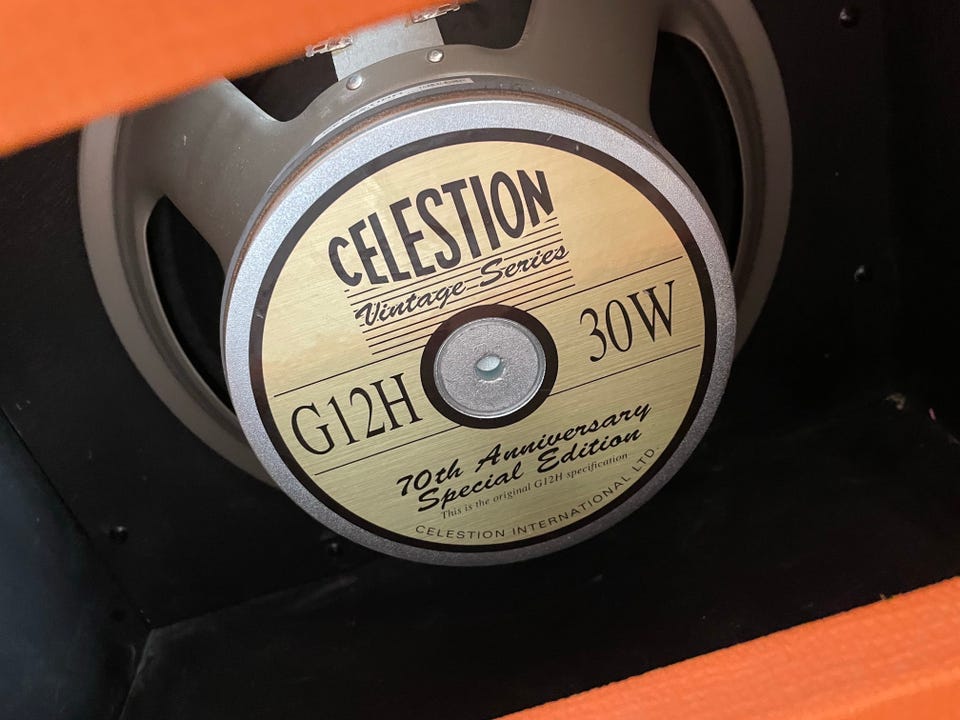 CELESTION
Vintage Series
G12H
30W
70th Anniversary
Special Edition
This is the original G12H specification
CELESTION INTERNATIONAL LTD